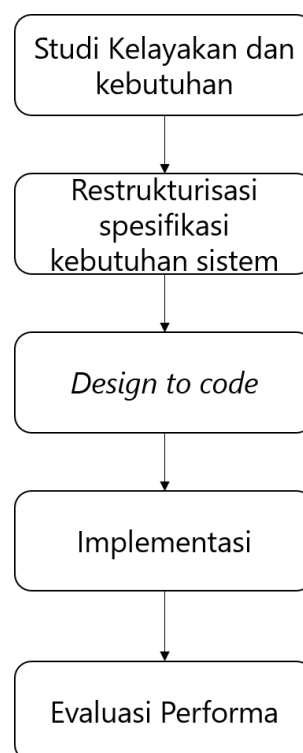 Studi Kelayakan dan
kebutuhan
Restrukturisasi
spesifikasi
kebutuhan sistem
Design to code
Implementasi
Evaluasi Performa